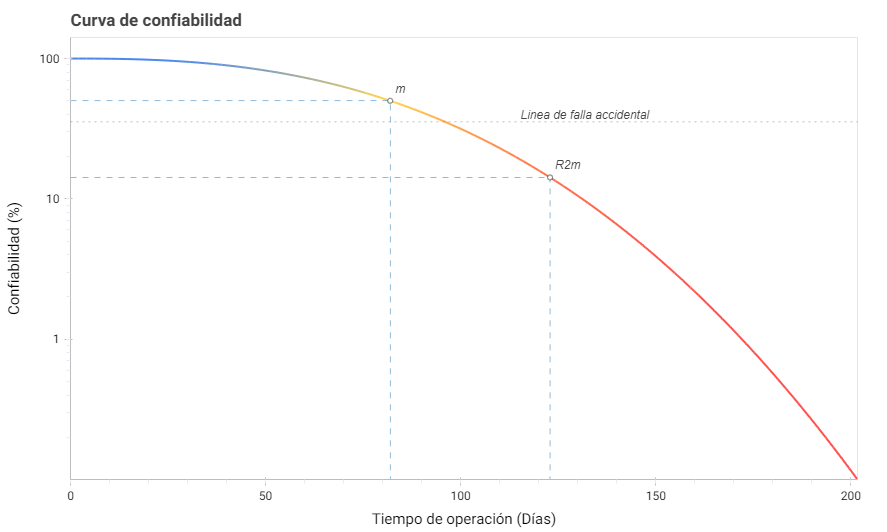 Curva de confiabilidad
100
m
Linea de falla accidental
R2m
10
Confiabilidad (%)
1
0
50
100
150
200
Tiempo de operación (Días)